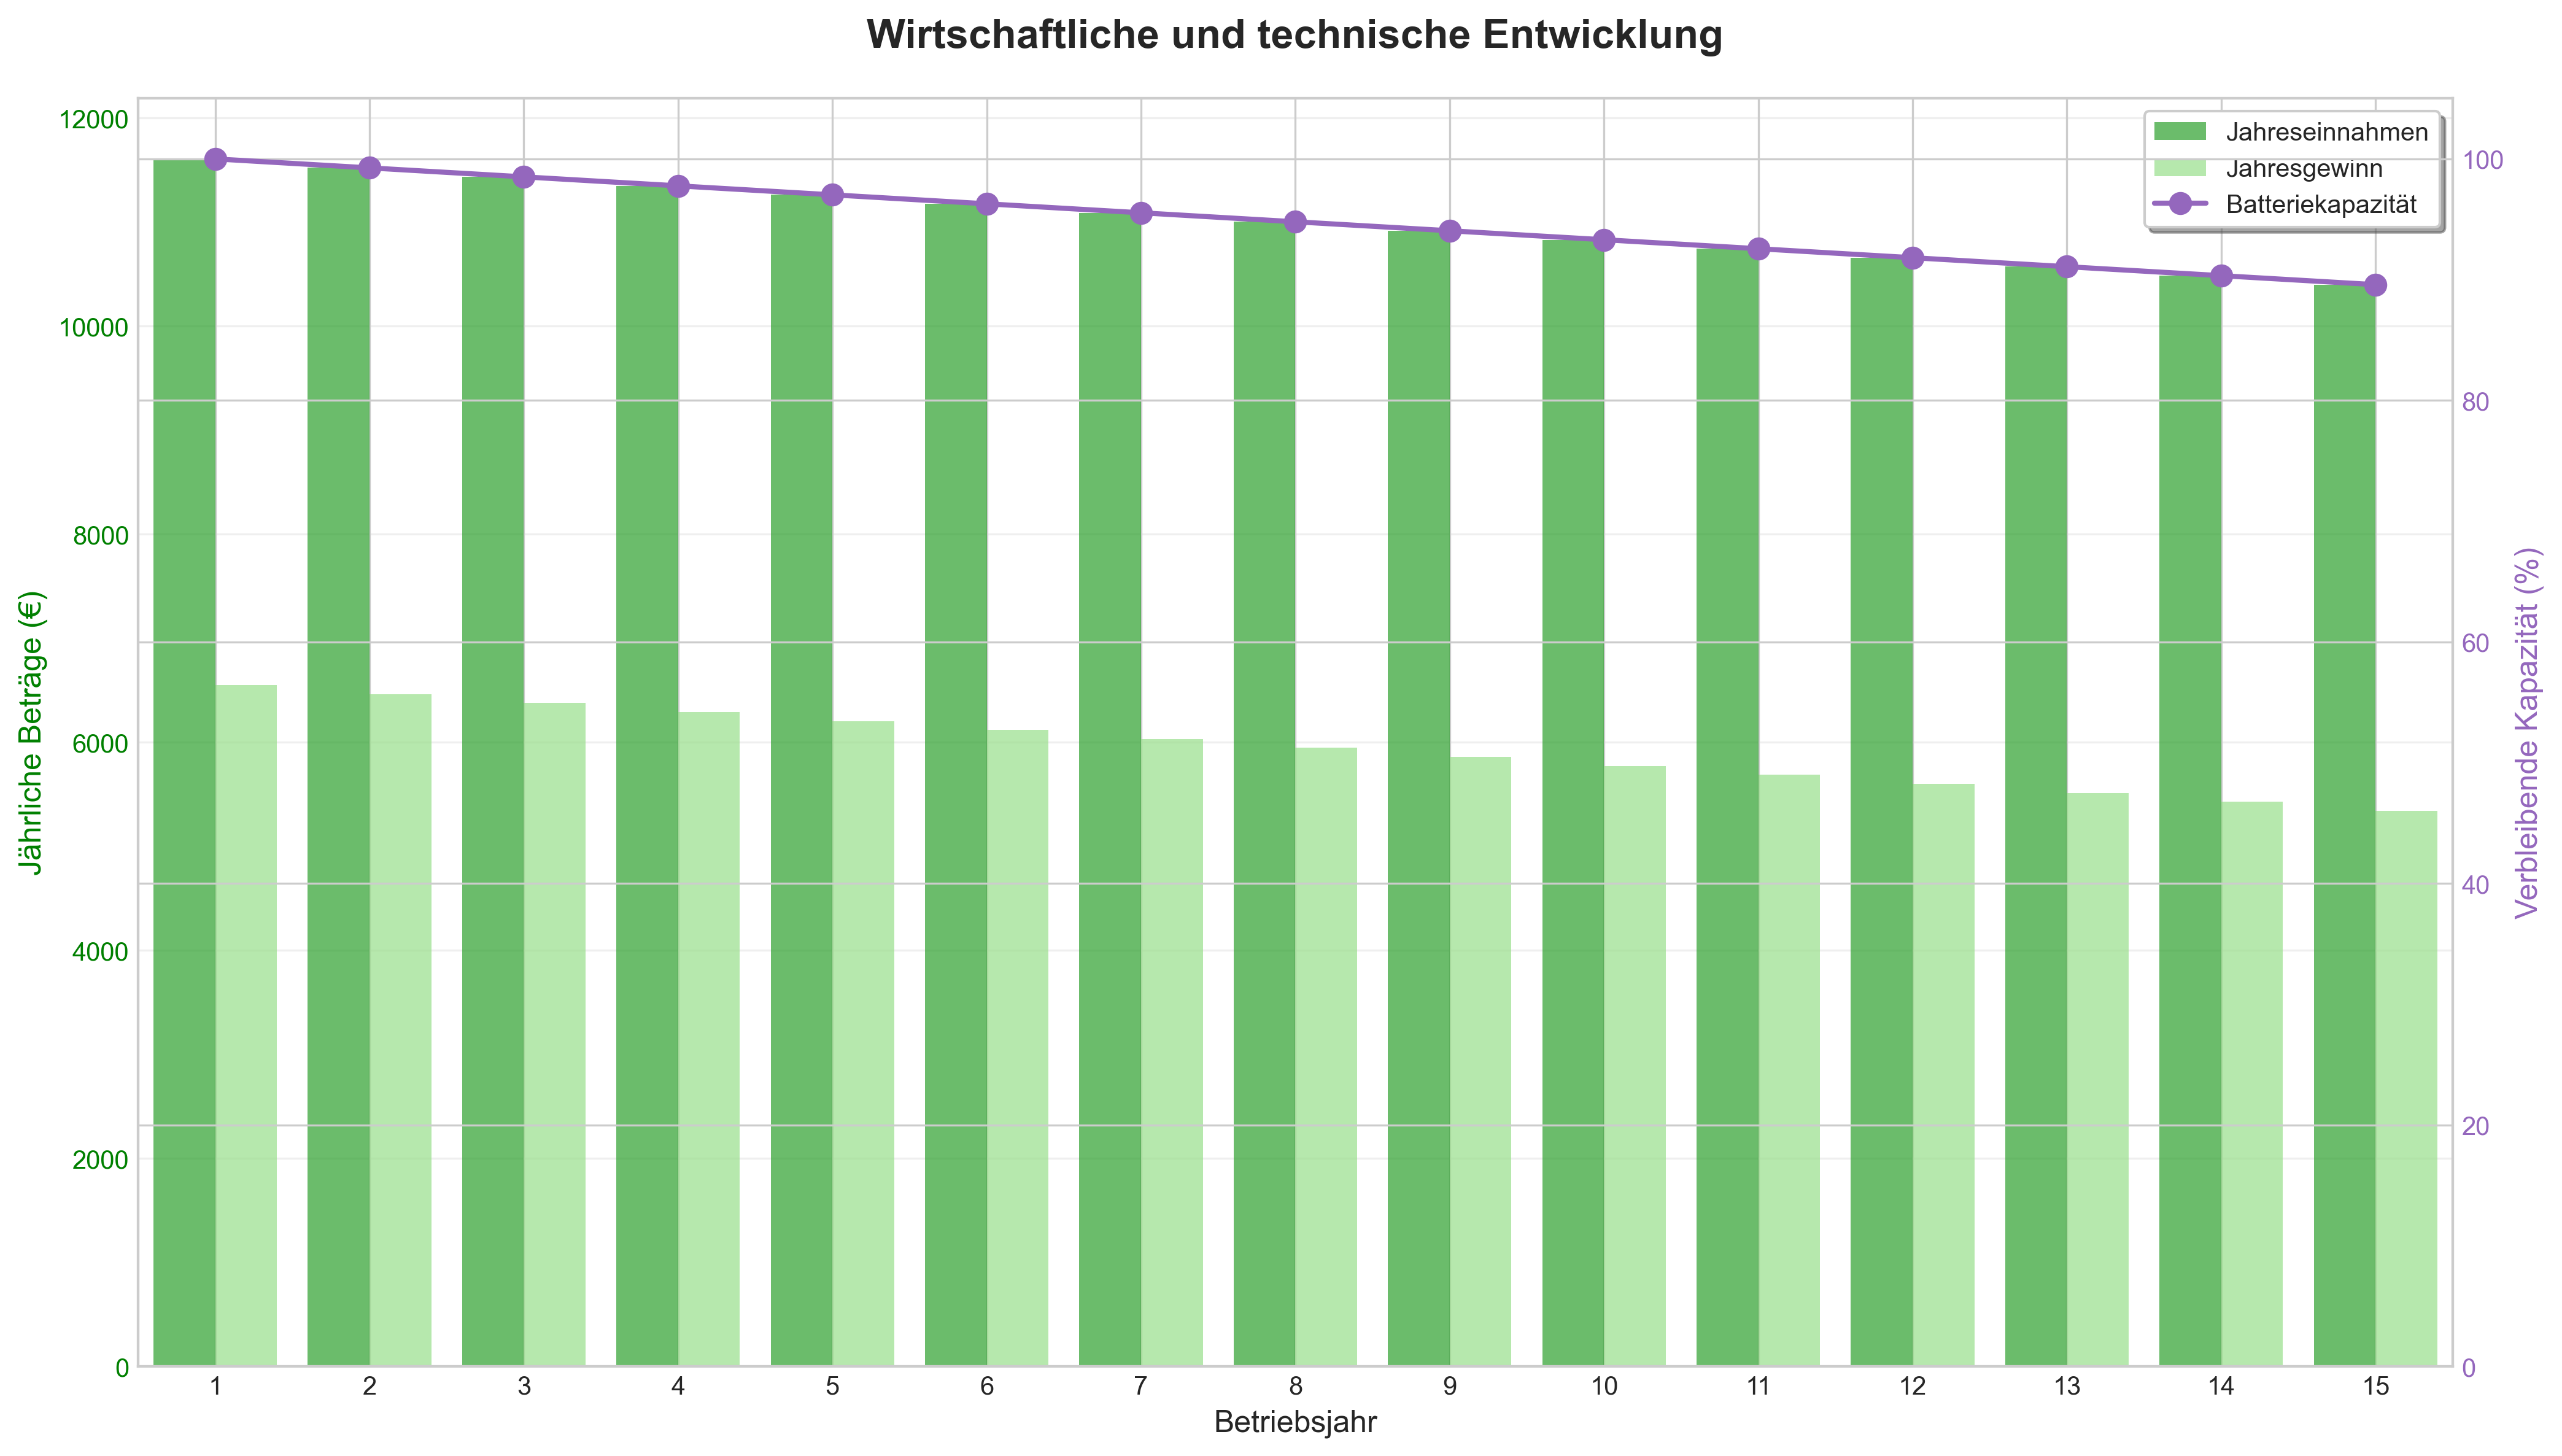 Wirtschaftliche und technische Entwicklung
Jahreseinnahmen
Jahresgewinn
Batteriekapazität
Jährliche Beträge (€)
12000
10000
8000
6000
4000
2000
0
Verbleibende Kapazität (%)
100
80
60
40
20
0
1 2 3 4 5 6 7 8 9 10 11 12 13 14 15
Betriebsjahr